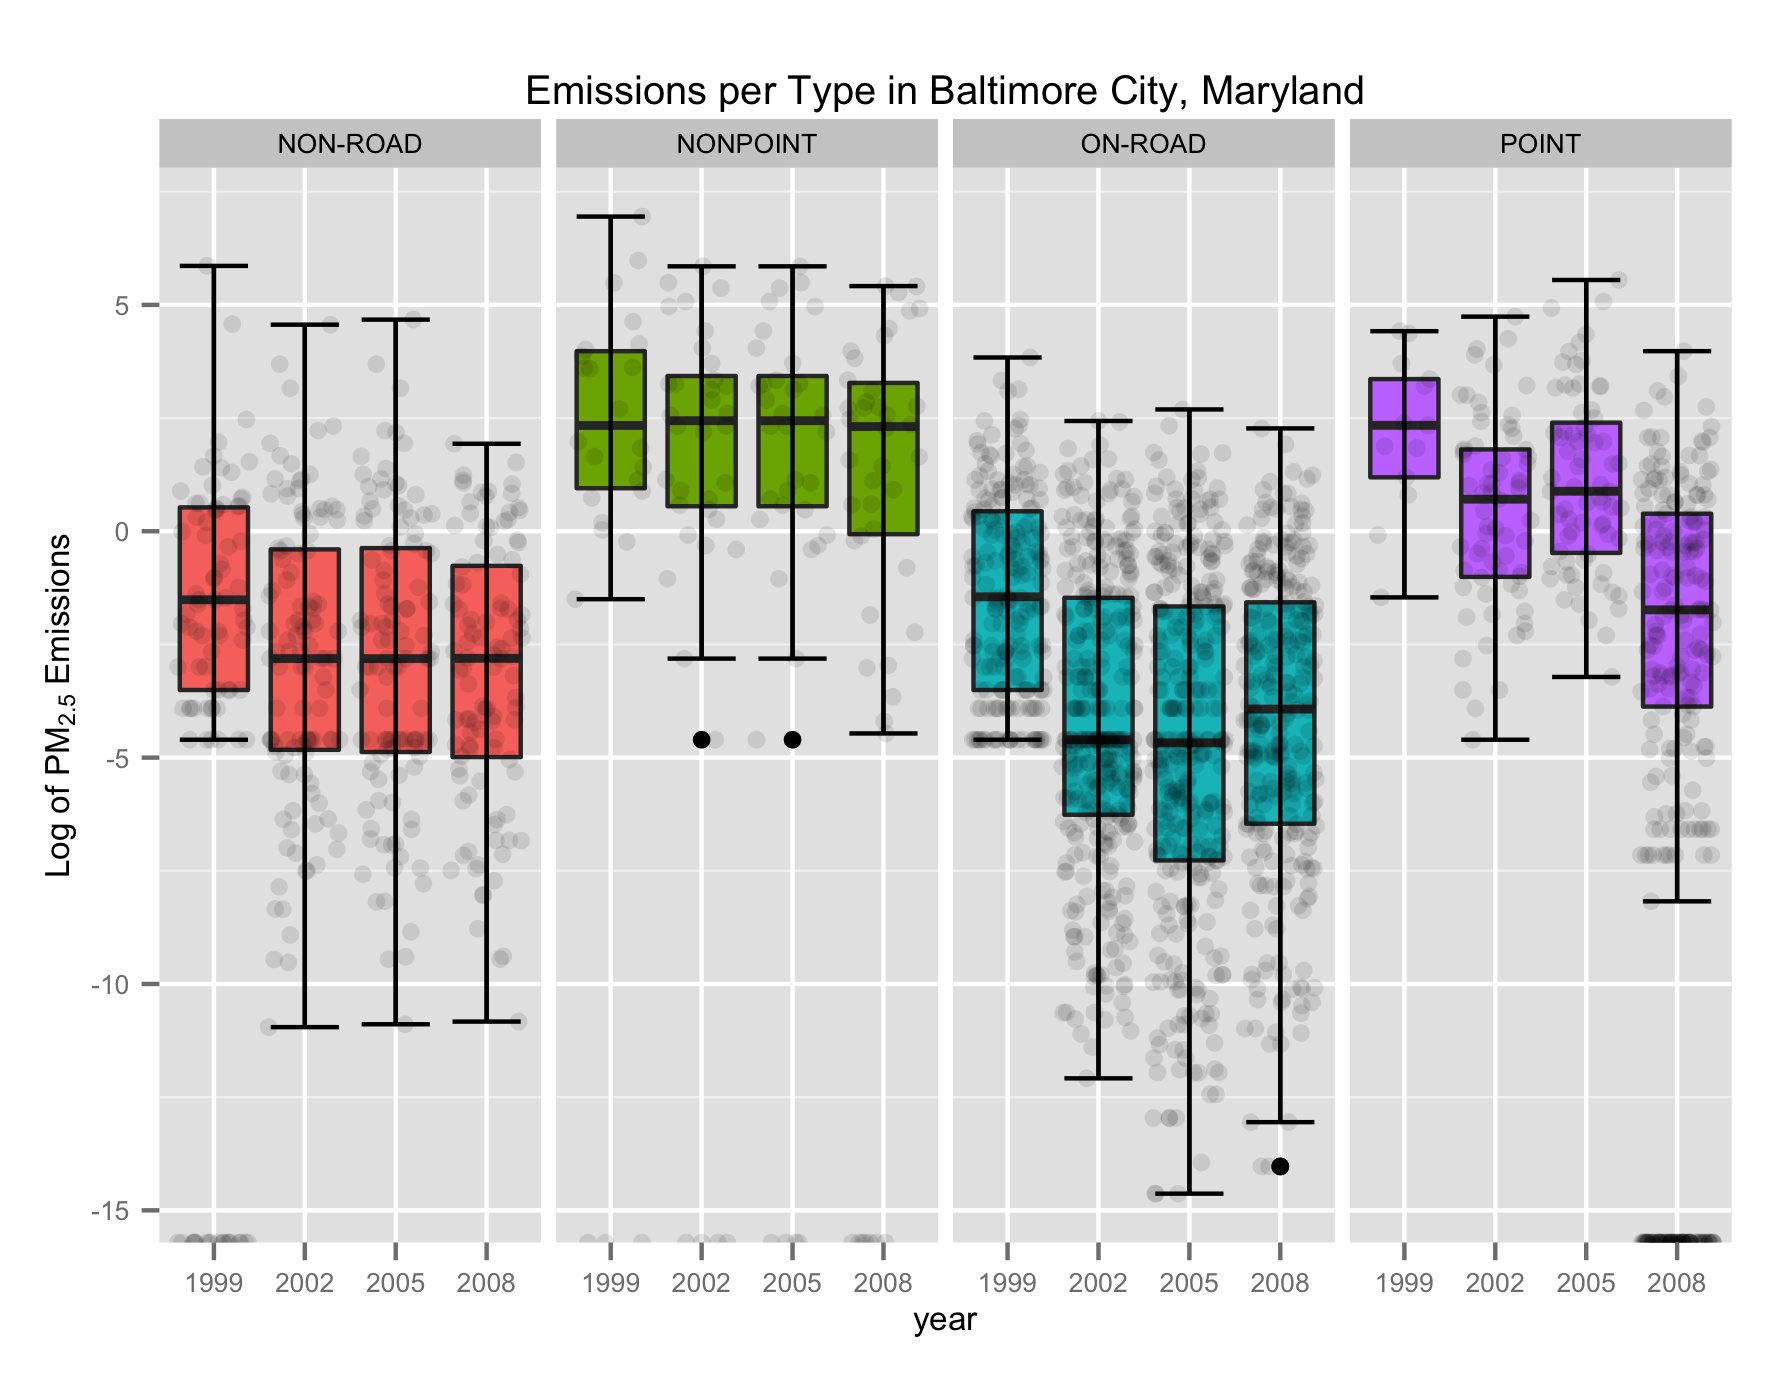 Emissions per Type in Baltimore City, Maryland
NON-ROAD NONPOINT ON-ROAD POINT
5
0
-5
-10
-15
Log of PM2.5 Emissions
1999 2002 2005 2008 1999 2002 2005 2008 1999 2002 2005 2008 1999 2002 2005 2008
year